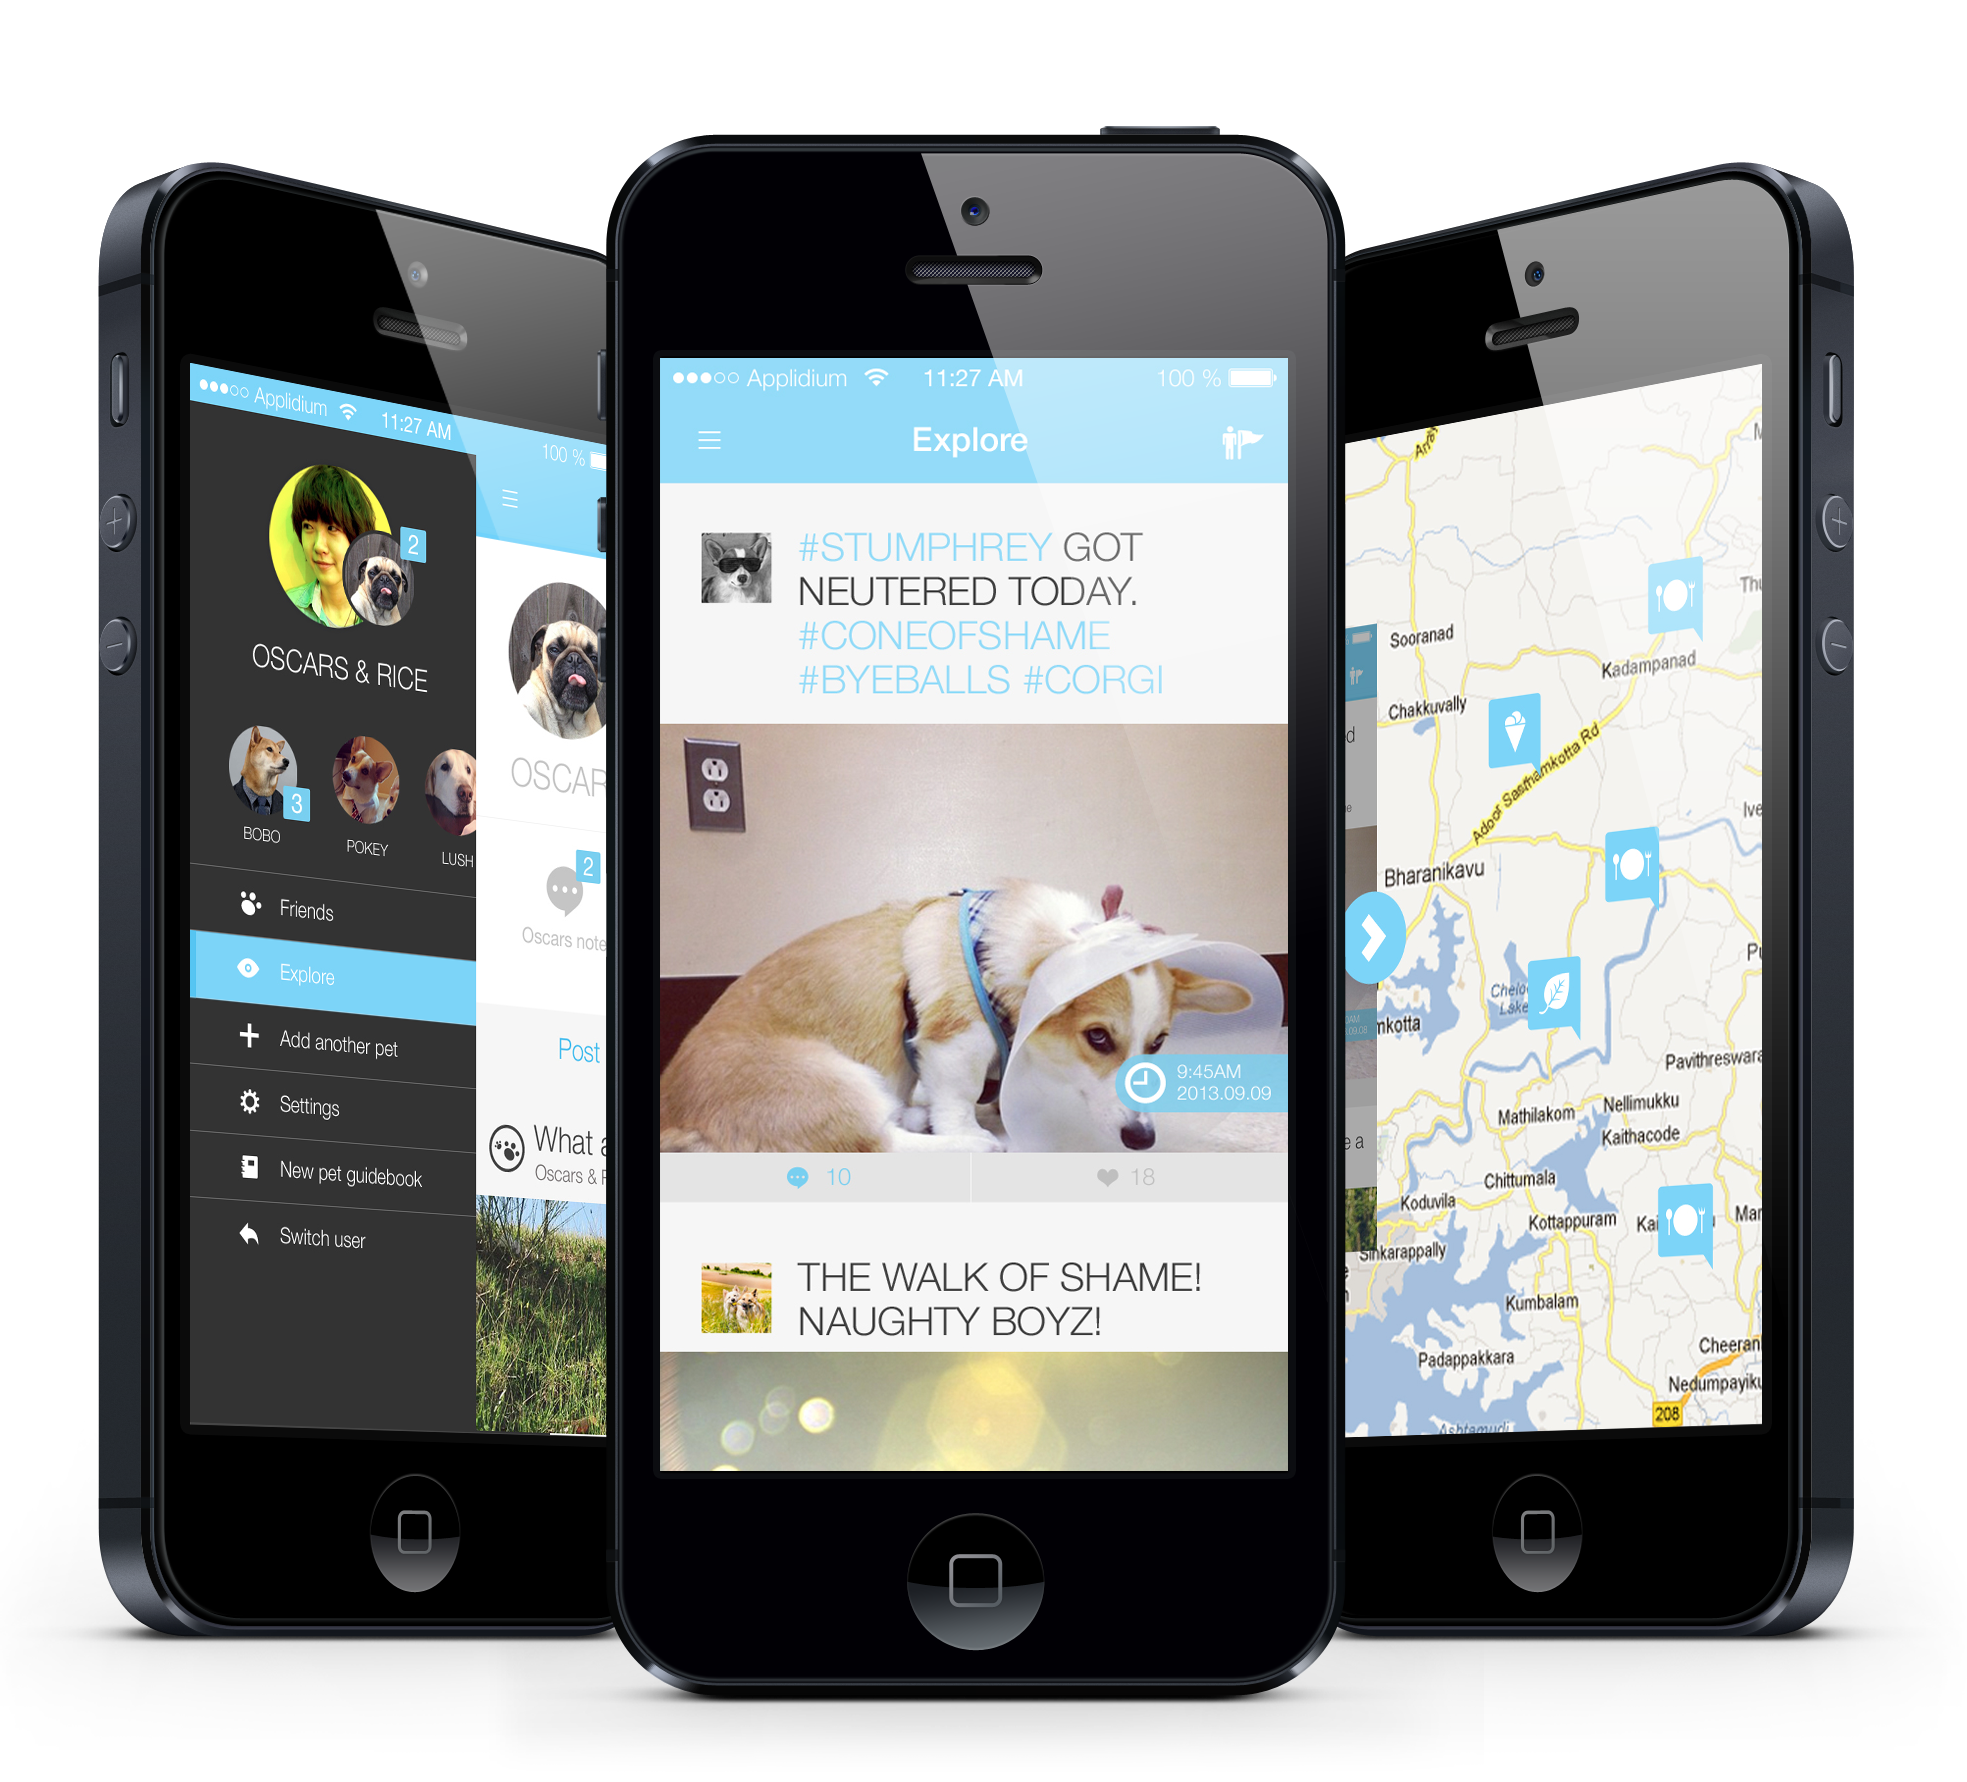 Applidium 11:27 AM
100 %
2
OSCARS & RICE
3
BOBO
POKEY
LUSH
Friends
Explore
Add another pet
Settings
New pet guidebook
Switch user
OSCAR
2
Oscars note
Post
What a
Oscars & R
Applidium 11:27 AM 100 %
Explore
#STUMPHREY GOT
NEUTERED TODAY.
#CONEOFSHAME
#BYEBALLS #CORGI
9:45AM
2013.09.09
10
18
THE WALK OF SHAME!
NAUGHTY BOYZ!
Array
Thu
Sooranad
Kadampanad
Chakkuvally
Adoor Sasthamkotta Rd
Ive
Bharanikavu
Lake
mkotta
Pavithreswara
Mathilakom
Nellimukku
Kaithacode
e a
Chittumala
Koduvila
Kottappuram
Kai
Mar
Sinkarappally
Kumbalam
Padappakkara
Cheeran
Nedumpayiku
208
Ashtamudi